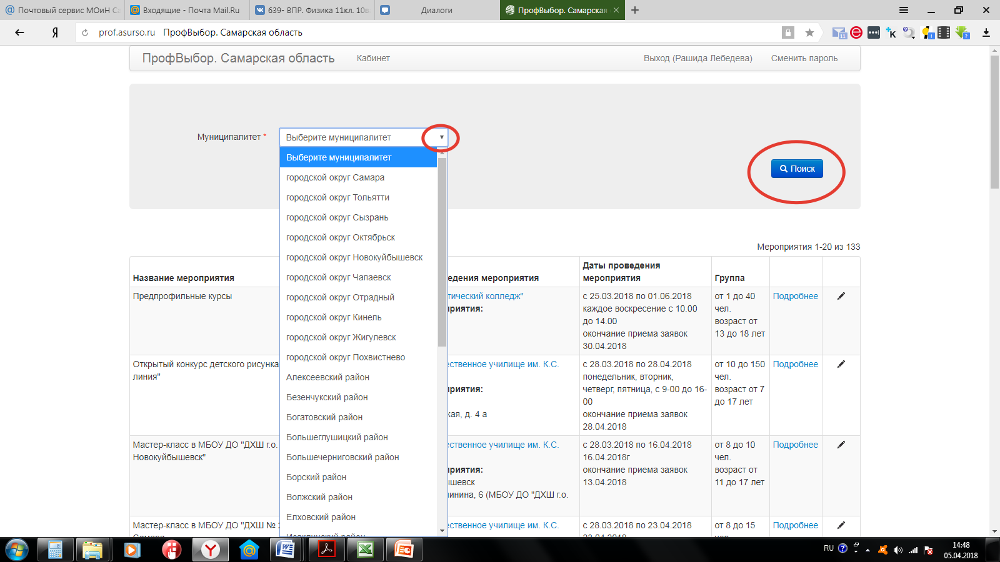 Почтовый сервис МОиН Са
Входящие - Почта Mail.Ru
639- ВПР. Физика 11кл. 10в
Диалоги
ПрофВыбор. Самарская
Я
prof.asurso.ru ПрофВыбор. Самарская область
11
ПрофВыбор. Самарская область
Кабинет
Выход (Рашида Лебедева)
Сменить пароль
Муниципалитет *
Выберите муниципалитет
Выберите муниципалитет
городской округ Самара
городской округ Тольятти
городской округ Сызрань
городской округ Октябрьск
городской округ Новокуйбышевск
городской округ Чапаевск
городской округ Отрадный
городской округ Кинель
городской округ Жигулевск
городской округ Похвистнево
Алексеевский район
Безенчукский район
Богатовский район
Большеглушицкий район
Большечерниговский район
Борский район
Волжский район
Елховский район
Поиск
Мероприятия 1-20 из 133
Название мероприятия
едения мероприятия
Даты проведения
мероприятия
Группа
Предпрофильные курсы
тический колледж"
риятия:
с 25.03.2018 по 01.06.2018
каждое воскресение с 10.00
до 14.00
окончание приема заявок
30.04.2018
от 1 до 40
чел.
возраст от
13 до 18 лет
Подробнее
Открытый конкурс детского рисунка
линия"
ественное училище им. К.С.
риятия:
кая, д. 4 а
с 28.03.2018 по 28.04.2018
понедельник, вторник,
четверг, пятница, с 9-00 до 16-
00
окончание приема заявок
28.04.2018
от 10 до 150
чел.
возраст от 7
до 17 лет
Подробнее
Мастер-класс в МБОУ ДО "ДХШ г.о.
Новокуйбышевск"
ественное училище им. К.С.
риятия:
ышевск
инина, 6 (МБОУ ДО "ДХШ г.о.
с 28.03.2018 по 16.04.2018
16.04.2018г
окончание приема заявок
13.04.2018
от 8 до 10
чел.
возраст от
11 до 17 лет
Подробнее
Мастер-класс в МБОУ ДО "ДХШ № 2
ественное училище им. К.С.
с 28.03.2018 по 23.04.2018
от 8 до 15
Подробнее
RU
14:48
05.04.2018